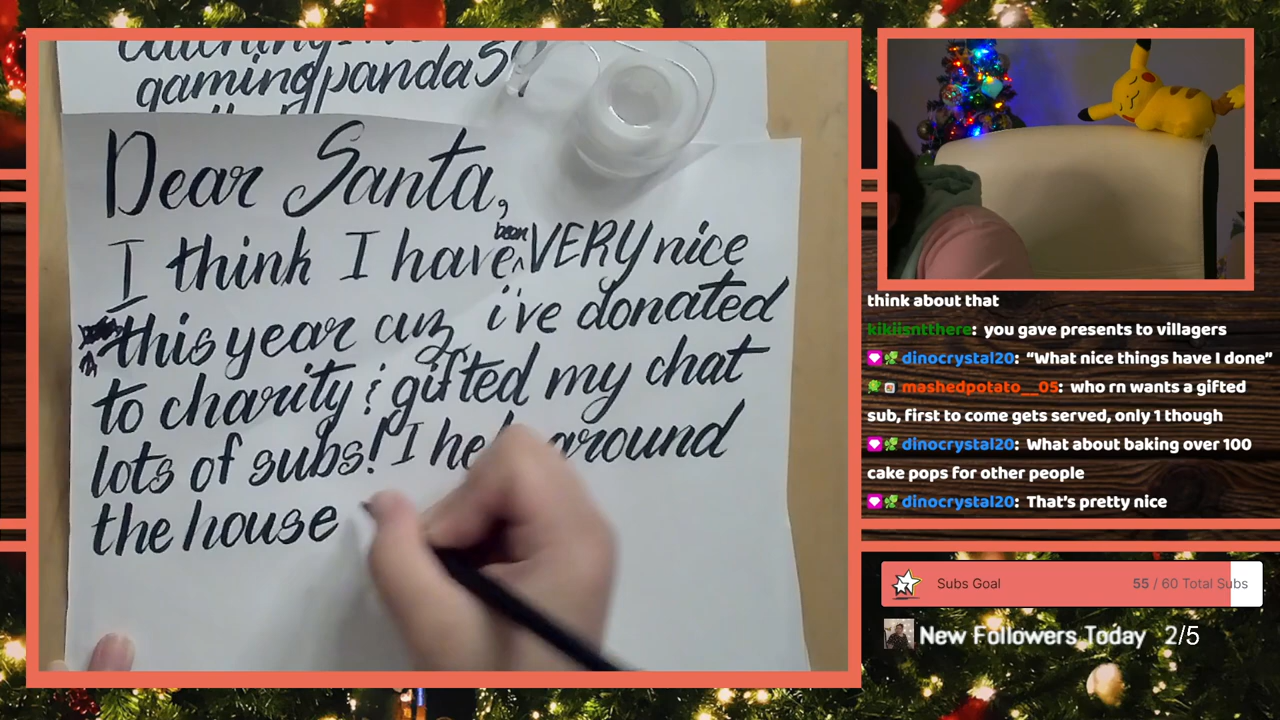 gamingpanda5
Dear Santa,
I think I have been VERY nice
this year cuz i've donated
to charity & gifted my chat
lots of subs! I help around
the house
think about that
kikiisntthere: you gave presents to villagers
dinocrystal20: “What nice things have I done”
mashedpotato__05: who rn wants a gifted
sub, first to come gets served, only 1 though
dinocrystal20: What about baking over 100
cake pops for other people
dinocrystal20: That's pretty nice
Subs Goal 55 / 60 Total Subs
New Followers Today 2/5